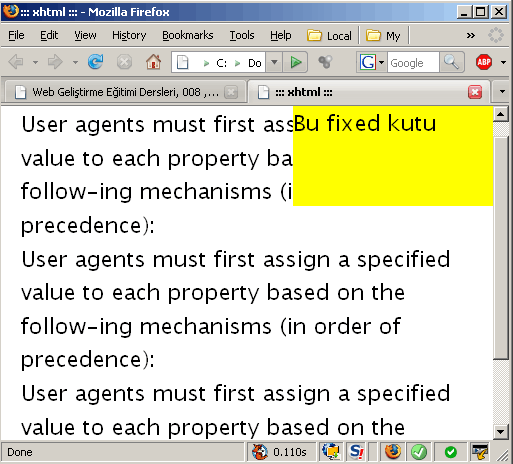 ::: xhtml ::: - Mozilla Firefox
File Edit View History Bookmarks Tools Help Local My
C: Do Google ABP
Web Geliştirme Eğitimi Dersleri, 008 ,... ::: xhtml :::
User agents must first ass
Bu fixed kutu
value to each property ba
follow-ing mechanisms (i
precedence):
User agents must first assign a specified
value to each property based on the
follow-ing mechanisms (in order of
precedence):
User agents must first assign a specified
value to each property based on the
Done 0.110s S!